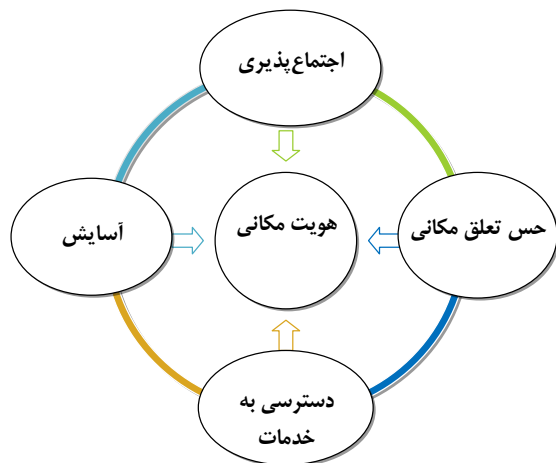 اجتماع‌پذیری
حس تعلق مکانی
هویت مکانی
آسایش
دسترسی به
خدمات